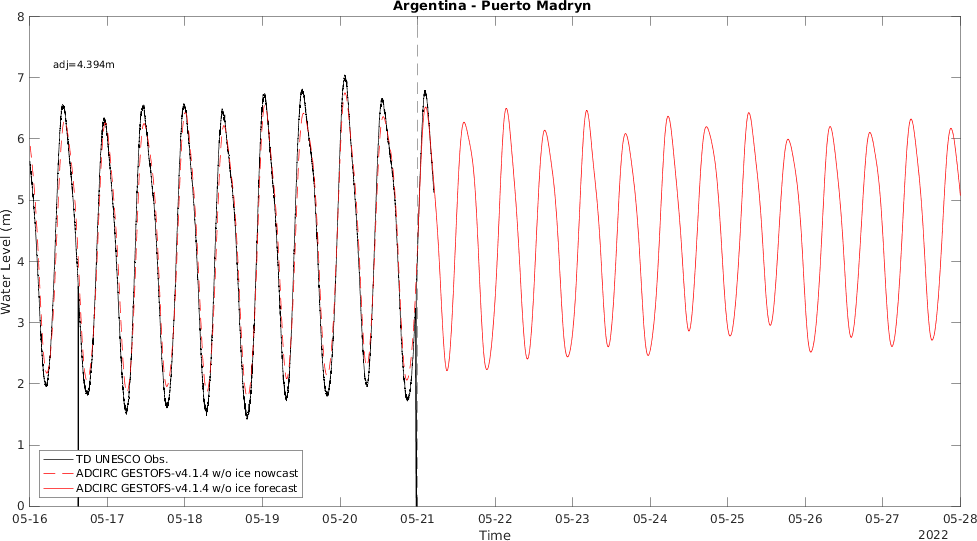 Argentina - Puerto Madryn
8
7
6
5
4
3
2
1
0
Water Level (m)
adj=4.394m
TD UNESCO Obs.
ADCIRC GESTOFS-v4.1.4 w/o ice nowcast
ADCIRC GESTOFS-v4.1.4 w/o ice forecast
05-16 05-17 05-18 05-19 05-20 05-21 05-22 05-23 05-24 05-25 05-26 05-27 05-28
Time
2022